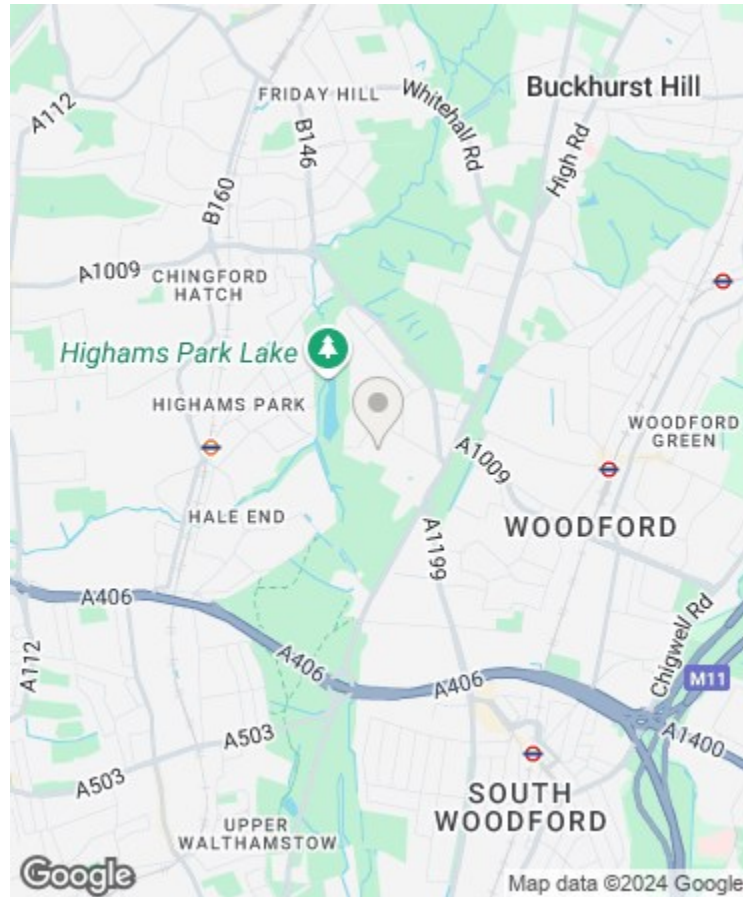 Buckhurst Hill
FRIDAY HILL
Whitehall Rd
A112
B146
High Rd
B160
A1009
CHINGFORD
HATCH
Highams Park Lake
HIGHAMS PARK
WOODFORD
GREEN
A1009
HALE END
WOODFORD
A1199
A406
Chigwell Rd
A112
A406
M11
A406
A503
A1400
A503
SOUTH
WOODFORD
UPPER
WALTHAMSTOW
Google
Map data ©2024 Google